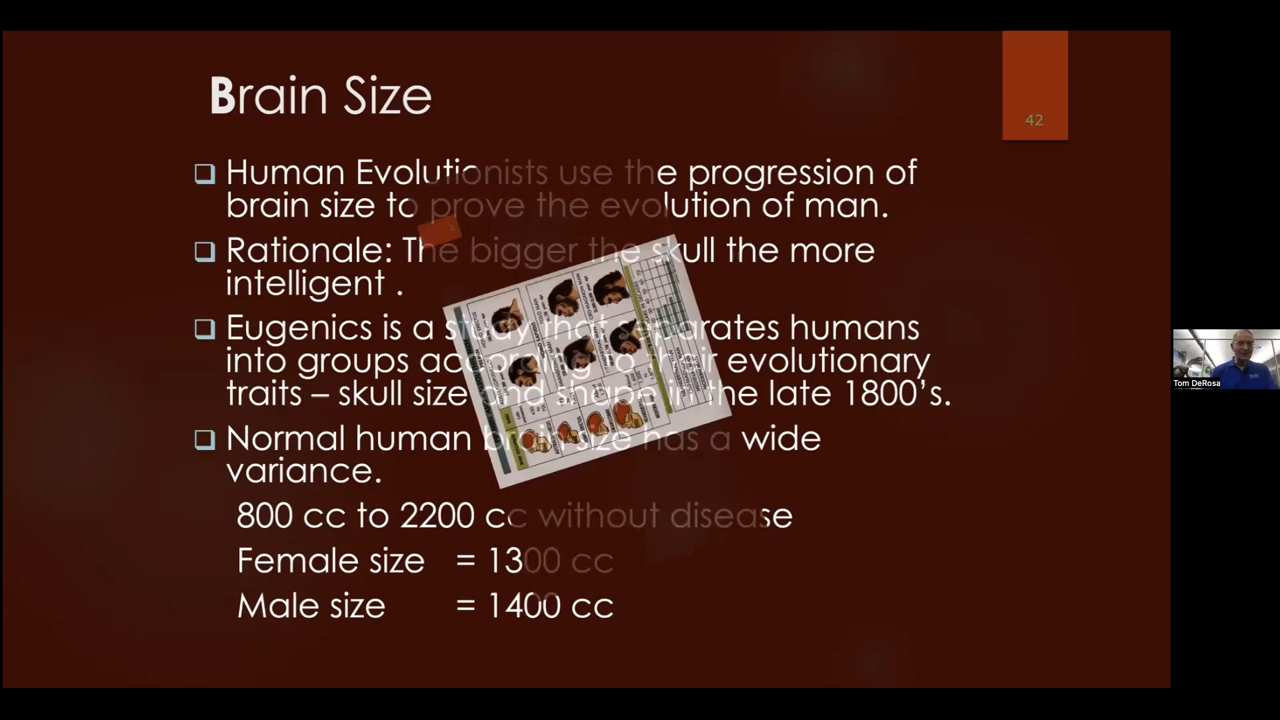 Brain Size
42
Human Evolutionists use the progression of
brain size to prove the evolution of man.
Rationale: The bigger the skull the more
intelligent .
Eugenics is a study that separates humans
into groups according to their evolutionary
traits – skull size and shape in the late 1800’s.
Normal human brain size has a wide
variance.
800 cc to 2200 cc without disease
Female size = 1300 cc
Male size = 1400 cc
Tom DeRosa